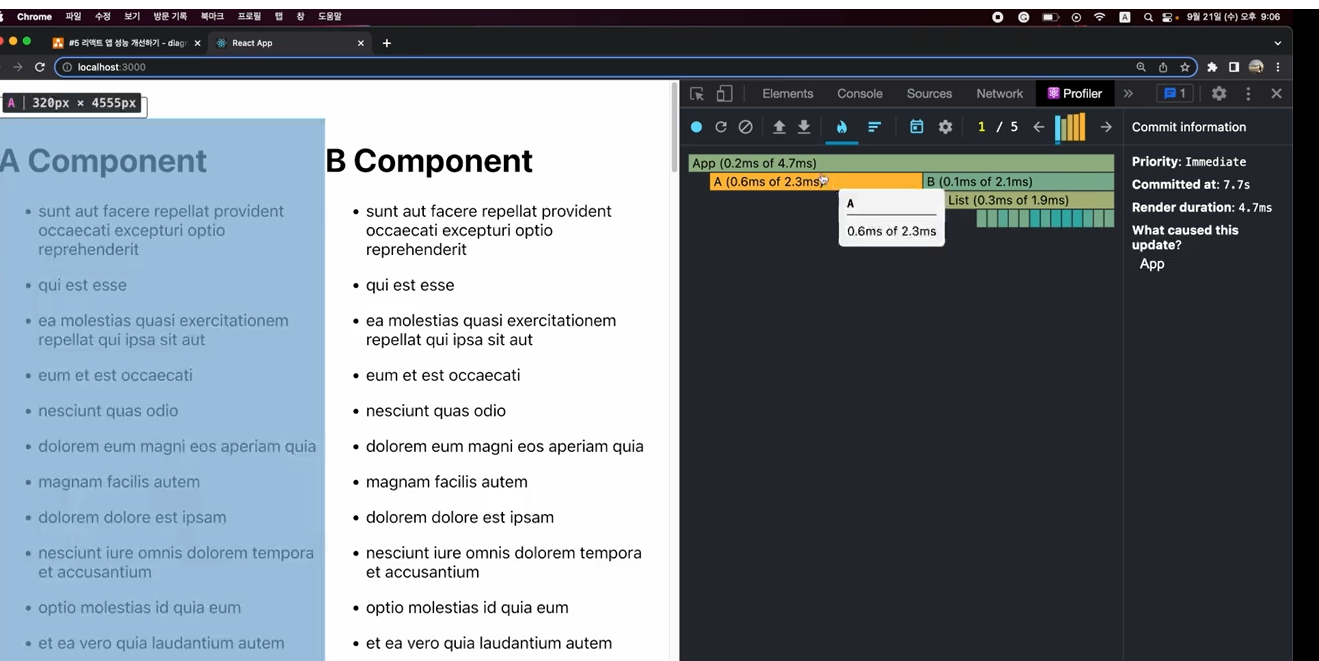 Chrome 파일 수정 보기 방문 기록 북마크 프로필 탭 창 도움말 9월 21일 (수) 오후 9:06
#5 리액트 앱 성능 개선하기 - diagr React App
localhost:3000
A 320px × 4555px
Elements Console Sources Network Profiler 1
1 / 5
Commit information
A Component
sunt aut facere repellat provident
occaecati excepturi optio
reprehenderit
qui est esse
ea molestias quasi exercitationem
repellat qui ipsa sit aut
eum et est occaecati
nesciunt quas odio
dolorem eum magni eos aperiam quia
magnam facilis autem
dolorem dolore est ipsam
nesciunt iure omnis dolorem tempora
et accusantium
optio molestias id quia eum
et ea vero quia laudantium autem
B Component
sunt aut facere repellat provident
occaecati excepturi optio
reprehenderit
qui est esse
ea molestias quasi exercitationem
repellat qui ipsa sit aut
eum et est occaecati
nesciunt quas odio
dolorem eum magni eos aperiam quia
magnam facilis autem
dolorem dolore est ipsam
nesciunt iure omnis dolorem tempora
et accusantium
optio molestias id quia eum
et ea vero quia laudantium autem
App (0.2ms of 4.7ms)
A (0.6ms of 2.3ms) B (0.1ms of 2.1ms)
List (0.3ms of 1.9ms)
A
0.6ms of 2.3ms
Priority: Immediate
Committed at: 7.7s
Render duration: 4.7ms
What caused this
update?
App